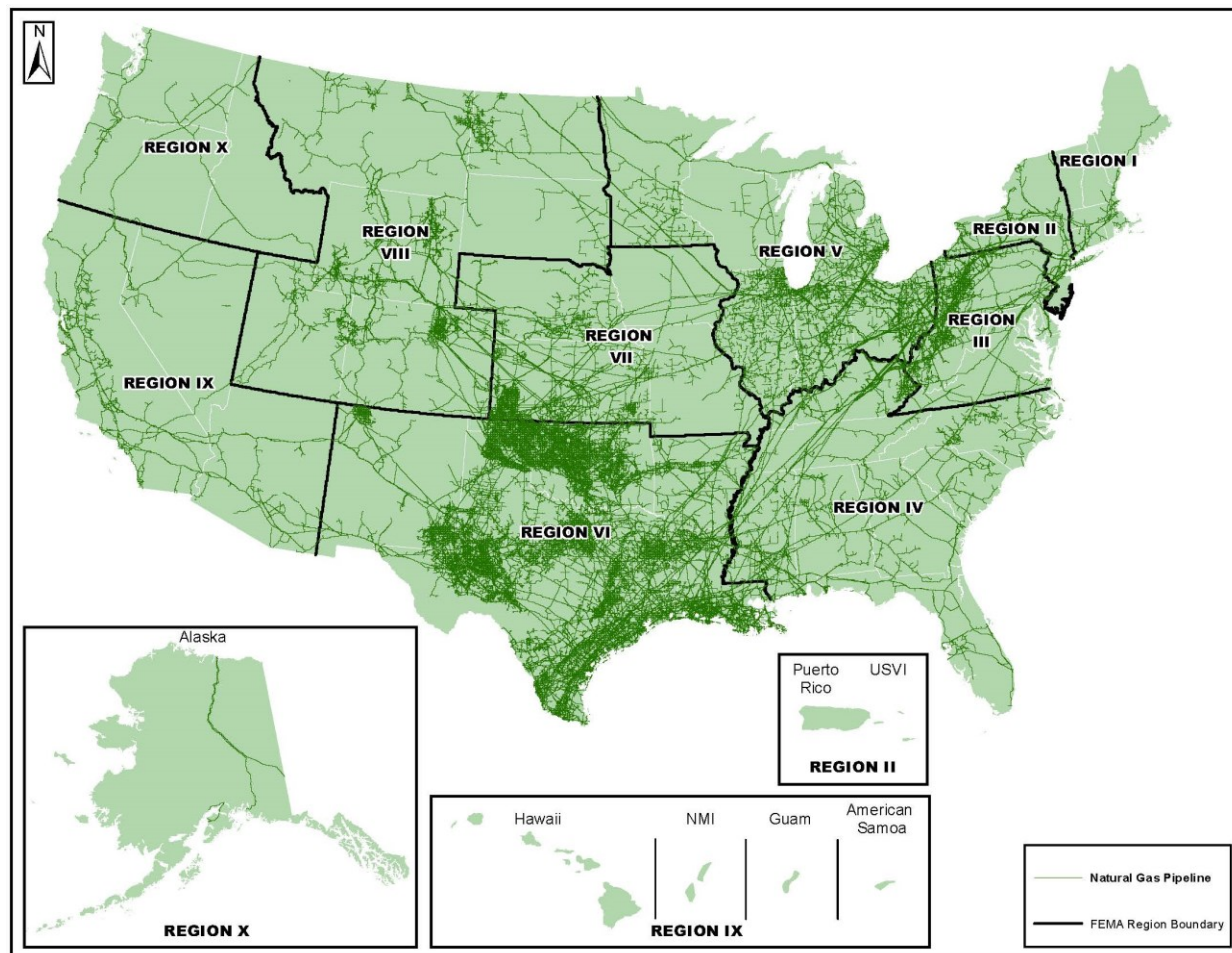 N
REGION X
REGION I
REGION II
REGION
VIII
REGION V
REGION
III
REGION
VII
REGION IX
REGION IV
REGION VI
Alaska
REGION X
Puerto
Rico
USVI
REGION II
Hawaii
NMI
Guam
American
Samoa
REGION IX
Natural Gas Pipeline
FEMA Region Boundary